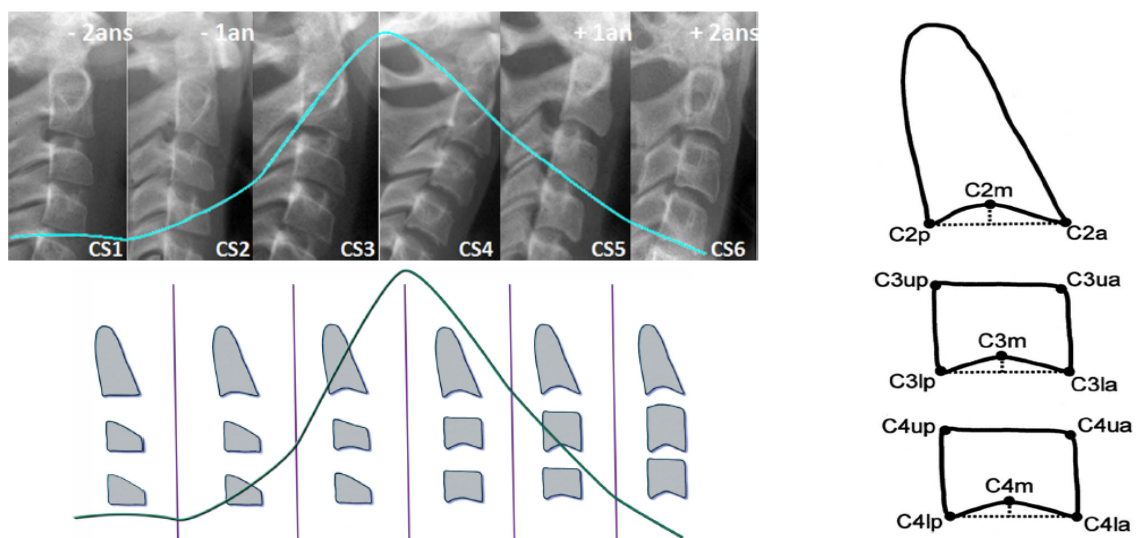 - 2ans - 1an + 1an + 2ans
CS1 CS2 CS3 CS4 CS5 CS6
C2m
C2p C2a
C3up C3ua
C3m
C3lp C3la
C4up C4ua
C4m
C4lp C4la